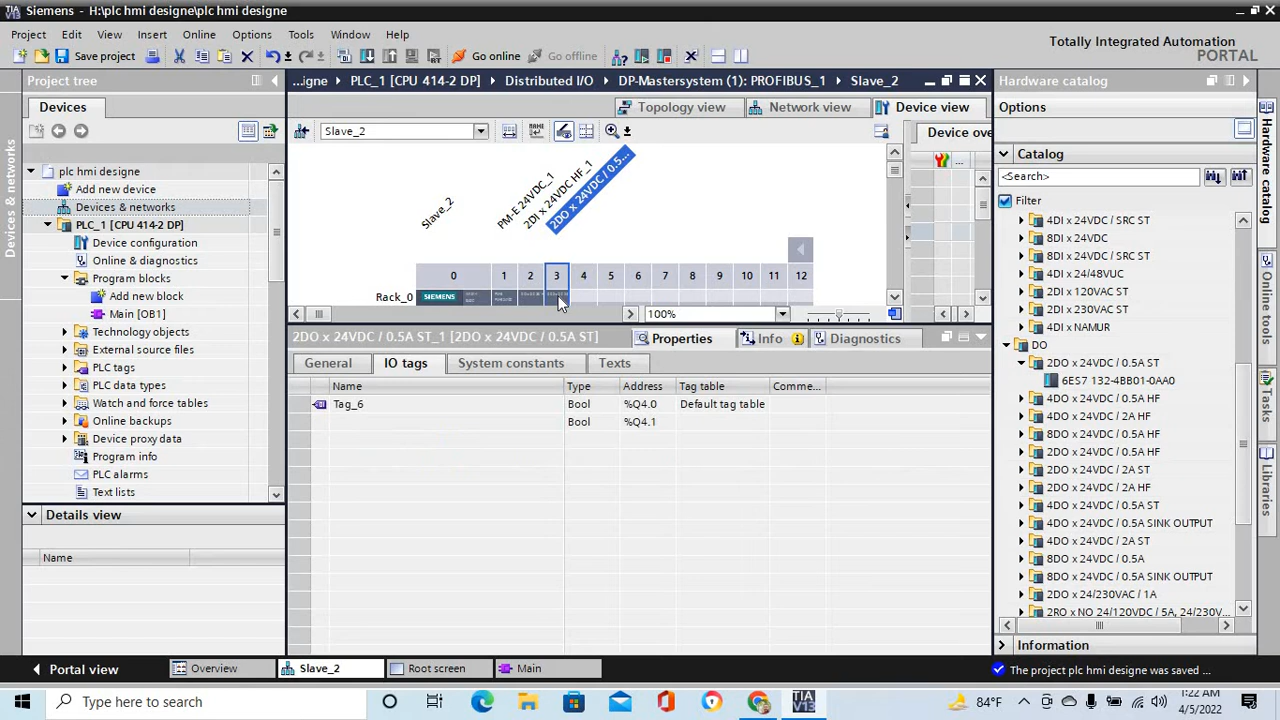 Siemens - H:\plc hmi designe\plc hmi designe
Project Edit View Insert Online Options Tools Window Help
Totally Integrated Automation
PORTAL
Save project
Go online
Go offline
Project tree
Devices
plc hmi designe
Add new device
Devices & networks
PLC_1 [CPU 414-2 DP]
Device configuration
Online & diagnostics
Program blocks
Add new block
Main [OB1]
Technology objects
External source files
PLC tags
PLC data types
Watch and force tables
Online backups
Device proxy data
Program info
PLC alarms
Text lists
Details view
Name
Devices & networks
...igne PLC_1 [CPU 414-2 DP] Distributed I/O DP-Mastersystem (1): PROFIBUS_1 Slave_2
Topology view
Network view
Device view
Slave_2
Device ove
...
Slave_2
PM-E 24VDC_1
2DI x 24VDC HF_1
2DO x 24VDC / 0.5...
0 1 2 3 4 5 6 7 8 9 10 11 12
Rack_0
SIEMENS
100%
2DO x 24VDC / 0.5A ST_1 [2DO x 24VDC / 0.5A ST]
Properties
Info
Diagnostics
General
IO tags
System constants
Texts
Name Type Address Tag table Comme...
Tag_6 Bool %Q4.0 Default tag table
Bool %Q4.1
Hardware catalog
Options
Catalog
<Search>
Filter
4DI x 24VDC / SRC ST
8DI x 24VDC
8DI x 24VDC / SRC ST
4DI x 24/48VUC
2DI x 120VAC ST
2DI x 230VAC ST
4DI x NAMUR
DO
2DO x 24VDC / 0.5A ST
6ES7 132-4BB01-0AA0
4DO x 24VDC / 0.5A HF
4DO x 24VDC / 2A HF
8DO x 24VDC / 0.5A HF
2DO x 24VDC / 0.5A HF
2DO x 24VDC / 2A ST
2DO x 24VDC / 2A HF
4DO x 24VDC / 0.5A ST
4DO x 24VDC / 0.5A SINK OUTPUT
4DO x 24VDC / 2A ST
8DO x 24VDC / 0.5A
8DO x 24VDC / 0.5A SINK OUTPUT
2DO x 24/230VAC / 1A
2RO x NO 24/120VDC / 5A, 24/230V...
Information
Hardware catalog
Online tools
Tasks
Libraries
Portal view
Overview
Slave_2
Root screen
Main
The project plc hmi designe was saved ...
Type here to search
TIA
V13
84°F
1:22 AM
4/5/2022